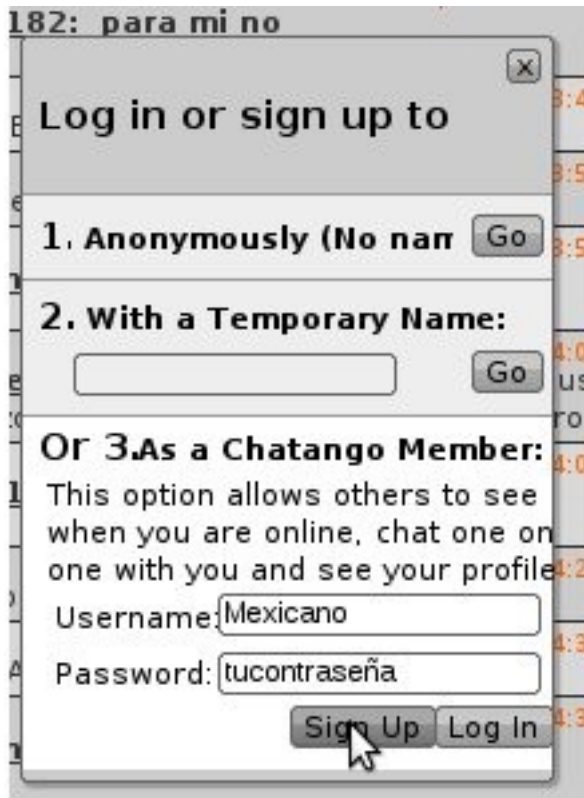 182: para mi no
x
Log in or sign up to
1. Anonymously (No nam
Go
2. With a Temporary Name:
Go
Or 3.As a Chatango Member:
This option allows others to see
when you are online, chat one on
one with you and see your profile
Username: Mexicano
Password: tucontraseña
Sign Up Log In